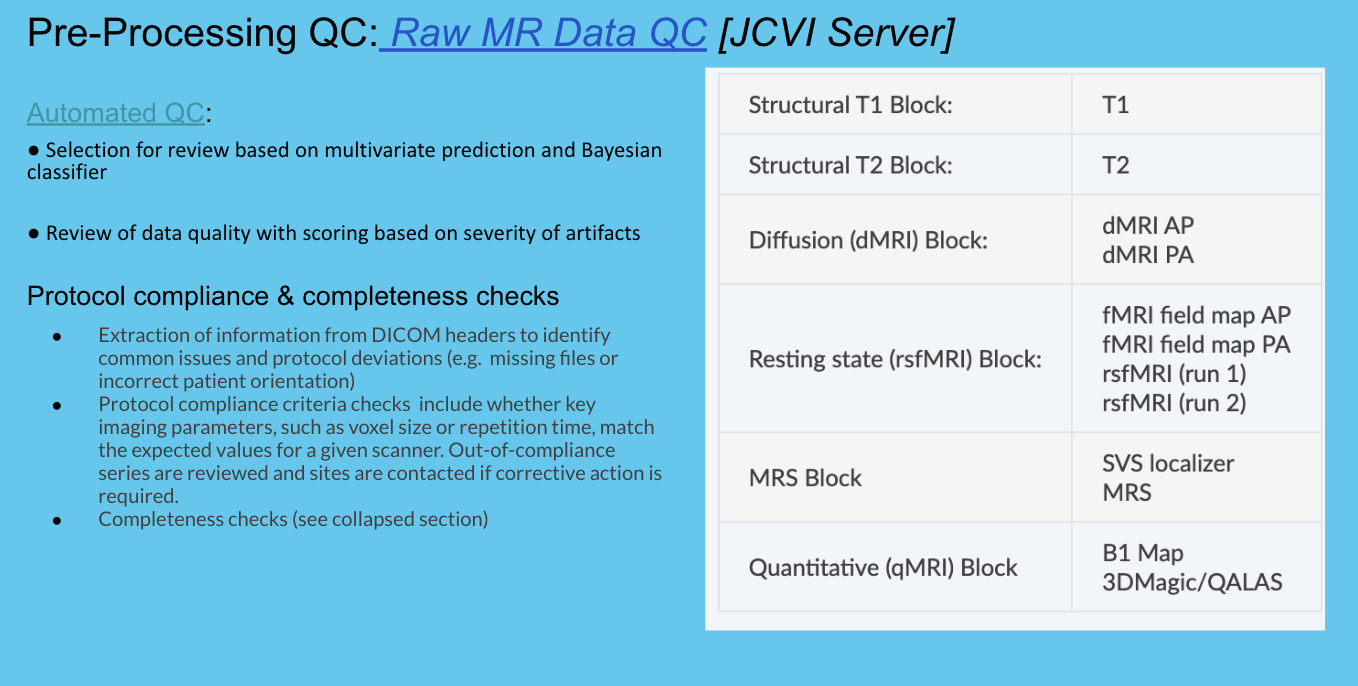 Pre-Processing QC: Raw MR Data QC [JCVI Server]
Automated QC:
● Selection for review based on multivariate prediction and Bayesian
classifier
● Review of data quality with scoring based on severity of artifacts
Protocol compliance & completeness checks
● Extraction of information from DICOM headers to identify
common issues and protocol deviations (e.g. missing files or
incorrect patient orientation)
● Protocol compliance criteria checks include whether key
imaging parameters, such as voxel size or repetition time, match
the expected values for a given scanner. Out-of-compliance
series are reviewed and sites are contacted if corrective action is
required.
● Completeness checks (see collapsed section)
Structural T1 Block: T1
Structural T2 Block: T2
Diffusion (dMRI) Block: dMRI AP
dMRI PA
Resting state (rsfMRI) Block: fMRI field map AP
fMRI field map PA
rsfMRI (run 1)
rsfMRI (run 2)
MRS Block SVS localizer
MRS
Quantitative (qMRI) Block B1 Map
3DMagic/QALAS